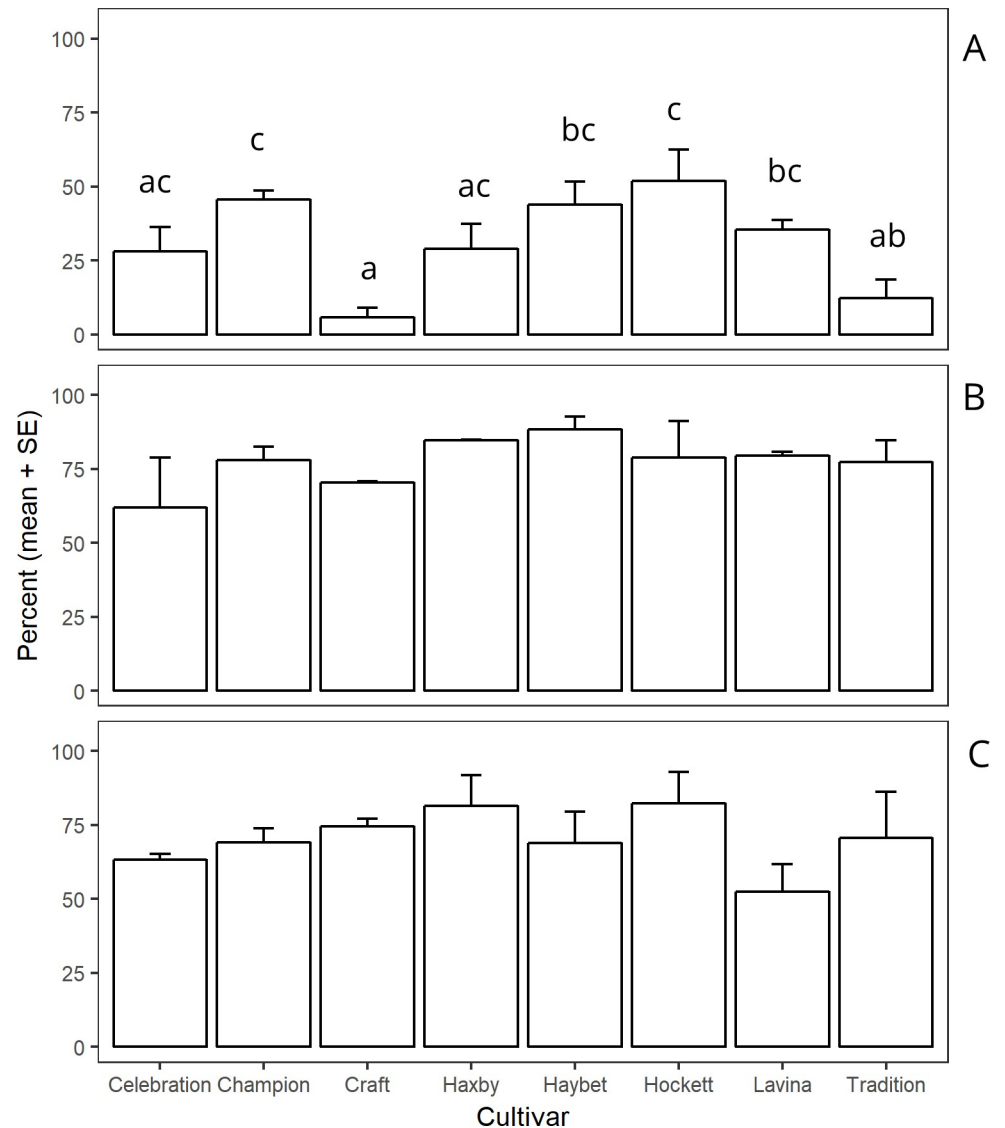 A
100
75
50
25
0
ac
c
a
ac
bc
c
bc
ab
B
100
75
50
25
0
Percent (mean + SE)
C
100
75
50
25
0
Celebration Champion Craft Haxby Haybet Hockett Lavina Tradition
Cultivar